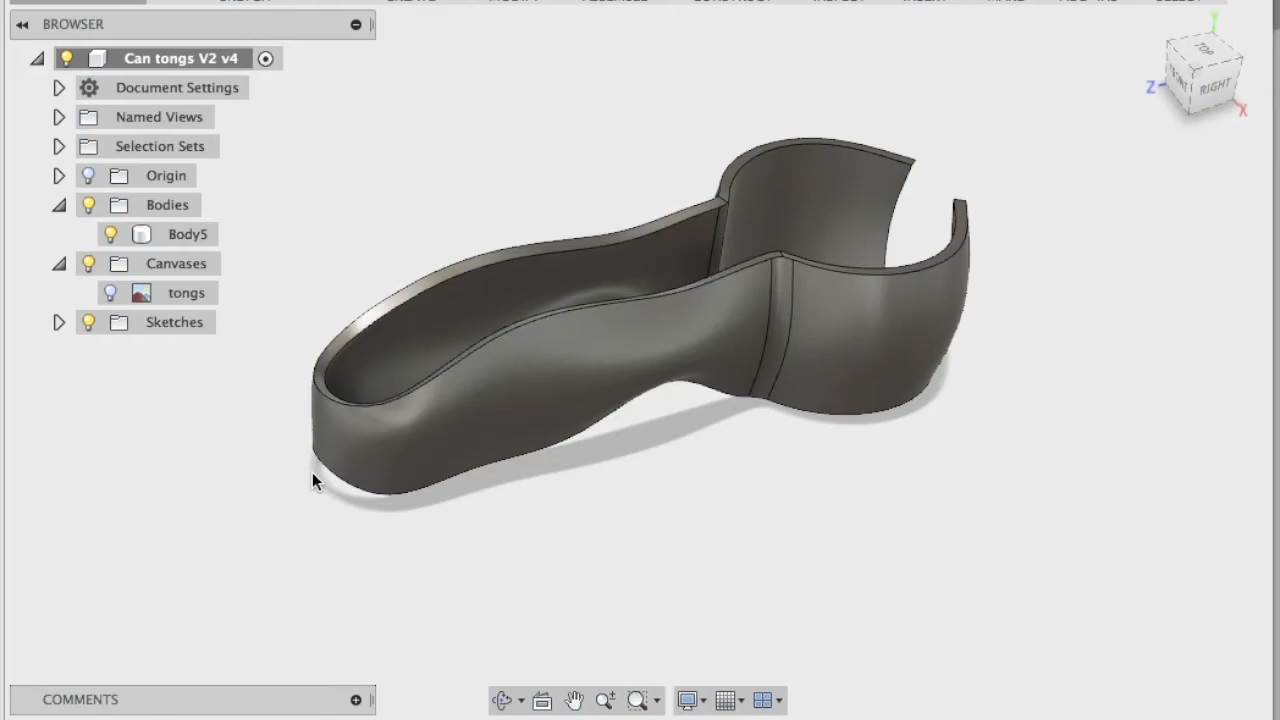 BROWSER
Can tongs V2 v4
Document Settings
Named Views
Selection Sets
Origin
Bodies
Body5
Canvases
tongs
Sketches
TOP
FRONT
RIGHT
Y
Z
X
COMMENTS